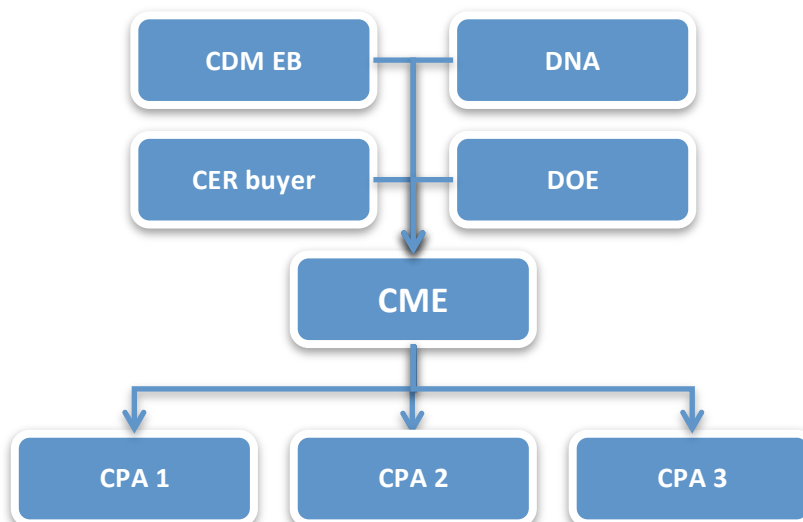 CDM EB
DNA
CER buyer
DOE
CME
CPA 1
CPA 2
CPA 3